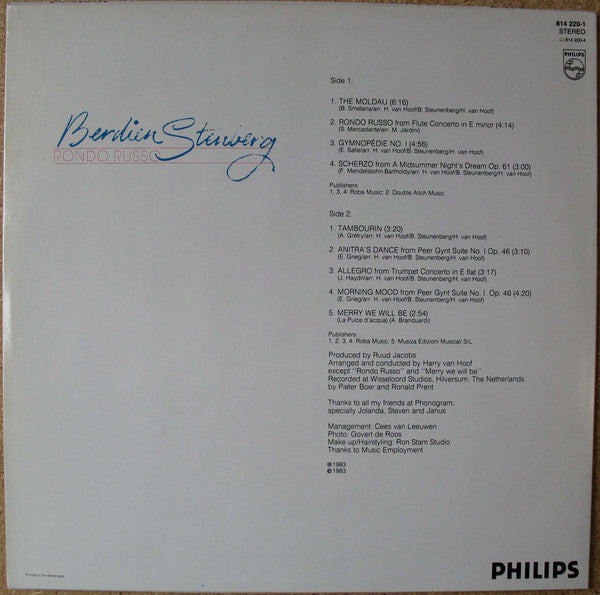 814 220-1
STEREO
814 220-4
PHILIPS
Berdien Stenberg
RONDO RUSSO
Side 1:
1. THE MOLDAU (6:16)
(B. Smetana/arr. H. van Hoof/B. Steunenberg/H. van Hoof)
2. RONDO RUSSO from Flute Concerto in E minor (4:14)
(S. Mercadante/arr. M. Jardini)
3. GYMNOPÉDIE NO. I (4:56)
(E. Satie/arr. H. van Hoof/B. Steunenberg/H. van Hoof)
4. SCHERZO from A Midsummer Night's Dream Op. 61 (3:00)
(F. Mendelssohn-Bartholdy/arr. H. van Hoof/B. Steunenberg/H. van Hoof)
Publishers:
1, 3, 4: Roba Music; 2: Double Aitch Music
Side 2:
1. TAMBOURIN (3:20)
(A. Grétry/arr. H. van Hoof/B. Steunenberg/H. van Hoof)
2. ANITRA'S DANCE from Peer Gynt Suite No. I Op. 46 (3:10)
(E. Grieg/arr. H. van Hoof/B. Steunenberg/H. van Hoof)
3. ALLEGRO from Trumpet Concerto in E flat (3:17)
(J. Haydn/arr. H. van Hoof/B. Steunenberg/H. van Hoof)
4. MORNING MOOD from Peer Gynt Suite No. I. Op. 46 (4:20)
(E. Grieg/arr. H. van Hoof/B. Steunenberg/H. van Hoof)
5. MERRY WE WILL BE (2:54)
(La Pulce d'acqua) (A. Branduardi)
Publishers:
1, 2, 3, 4: Roba Music; 5: Musiza Edizioni Musicali SrL
Produced by Ruud Jacobs
Arranged and conducted by Harry van Hoof
except "Rondo Russo" and "Merry we will be"
Recorded at Wisseloord Studios, Hilversum, The Netherlands
by Pieter Boer and Ronald Prent
Thanks to all my friends at Phonogram,
specially Jolanda, Steven and Janus
Management: Cees van Leeuwen
Photo: Govert de Roos
Make up/Hairstyling: Ron Stam Studio
Thanks to Music Employment
℗ 1983
© 1983
Printed in The Netherlands
PHILIPS